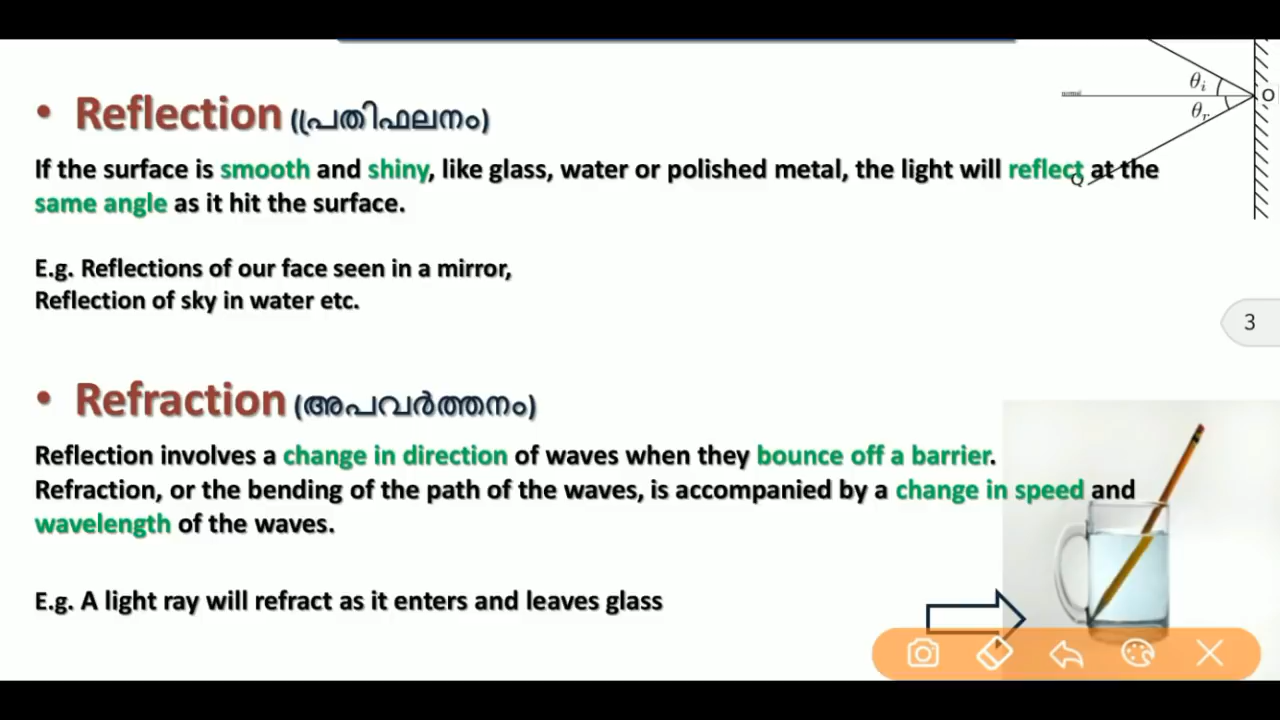 • Reflection (പ്രതിഫലനം)
If the surface is smooth and shiny, like glass, water or polished metal, the light will reflect at the
same angle as it hit the surface.
E.g. Reflections of our face seen in a mirror,
Reflection of sky in water etc.
normal
θi
θr
O
Q
3
• Refraction (അപവർത്തനം)
Reflection involves a change in direction of waves when they bounce off a barrier.
Refraction, or the bending of the path of the waves, is accompanied by a change in speed and
wavelength of the waves.
E.g. A light ray will refract as it enters and leaves glass